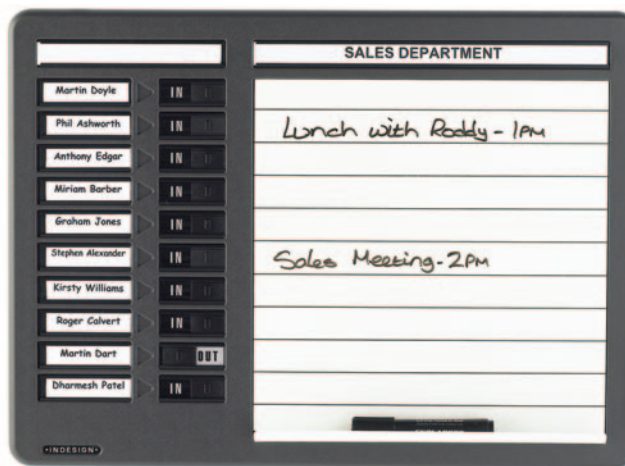 SALES DEPARTMENT
Martin Doyle IN
Phil Ashworth IN Lunch with Roddy - 1PM
Anthony Edgar IN
Miriam Barber IN
Graham Jones IN
Stephen Alexander IN Sales Meeting - 2PM
Kirsty Williams IN
Roger Calvert IN
Martin Dart OUT
Dharmesh Patel IN
•INDESIGN•